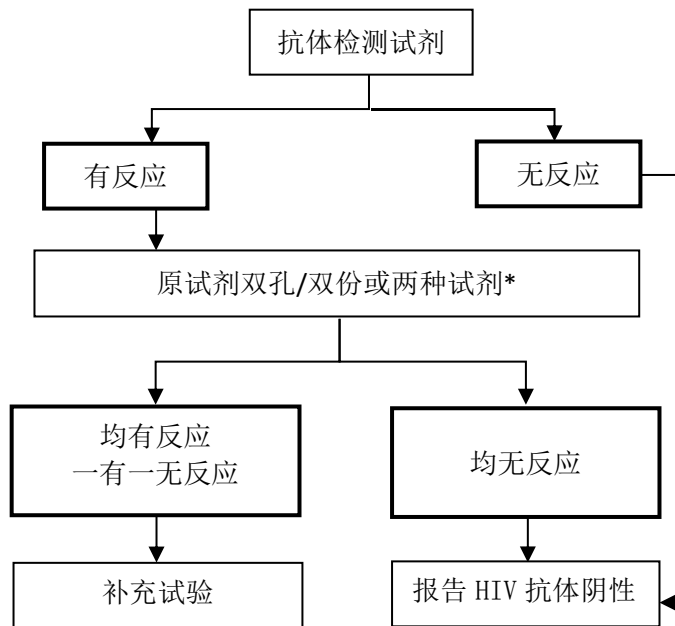 抗体检测试剂
有反应
无反应
原试剂双孔/双份或两种试剂*
均有反应
一有一无反应
均无反应
补充试验
报告 HIV 抗体阴性